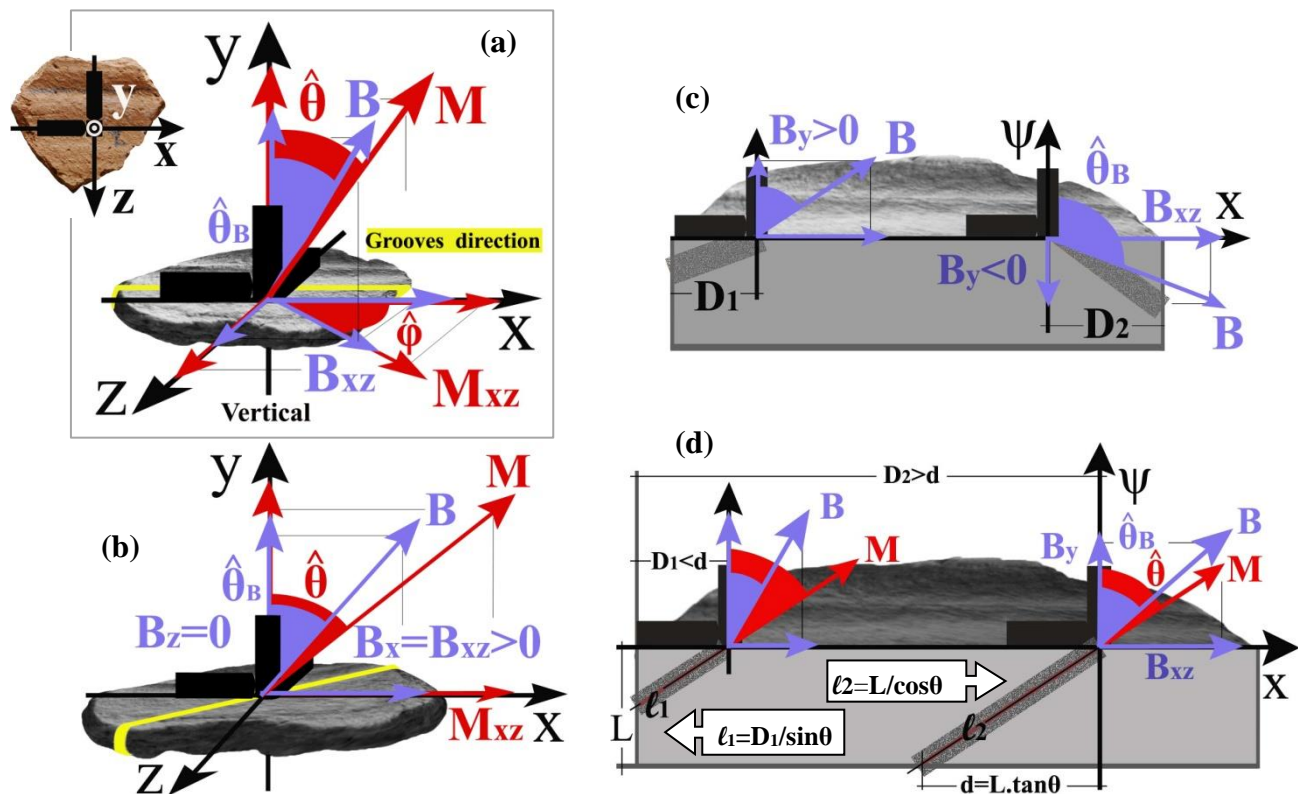 y
x
z
(a)
y
θ̂
B
M
θ̂B
Grooves direction
X
φ̂
Bxz
Mxz
Z
Vertical
(b)
y
M
B
θ̂B
θ̂
Bz=0
Bx=Bxz>0
X
Mxz
Z
(c)
By>0
B
ψ
θ̂B
Bxz
X
By<0
D1
D2
B
(d)
D2>d
ψ
B
D1<d
M
By
θ̂B
B
θ̂
M
Bxz
X
ℓ2=L/cosθ
ℓ1
L
ℓ1=D1/sinθ
ℓ2
d=L.tanθ